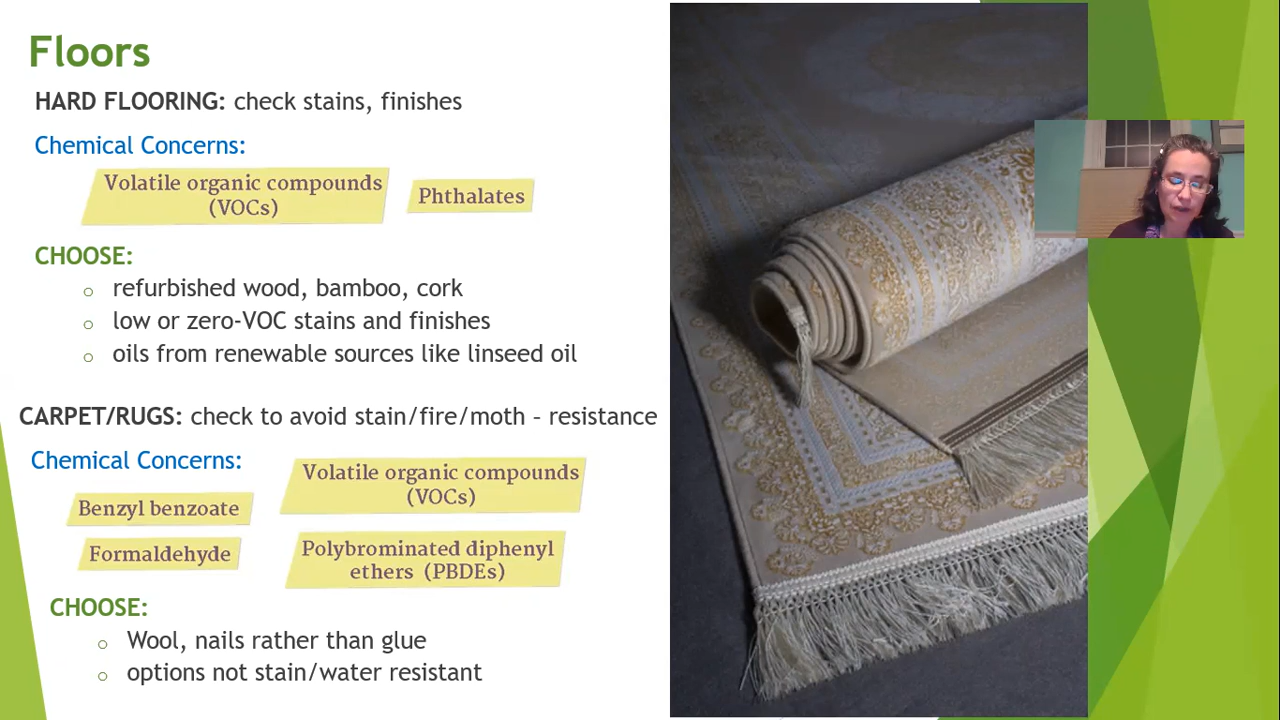 Floors
HARD FLOORING: check stains, finishes
Chemical Concerns:
Volatile organic compounds
(VOCs)
Phthalates
CHOOSE:
refurbished wood, bamboo, cork
low or zero-VOC stains and finishes
oils from renewable sources like linseed oil
CARPET/RUGS: check to avoid stain/fire/moth – resistance
Chemical Concerns:
Volatile organic compounds
(VOCs)
Benzyl benzoate
Formaldehyde
Polybrominated diphenyl
ethers (PBDEs)
CHOOSE:
Wool, nails rather than glue
options not stain/water resistant